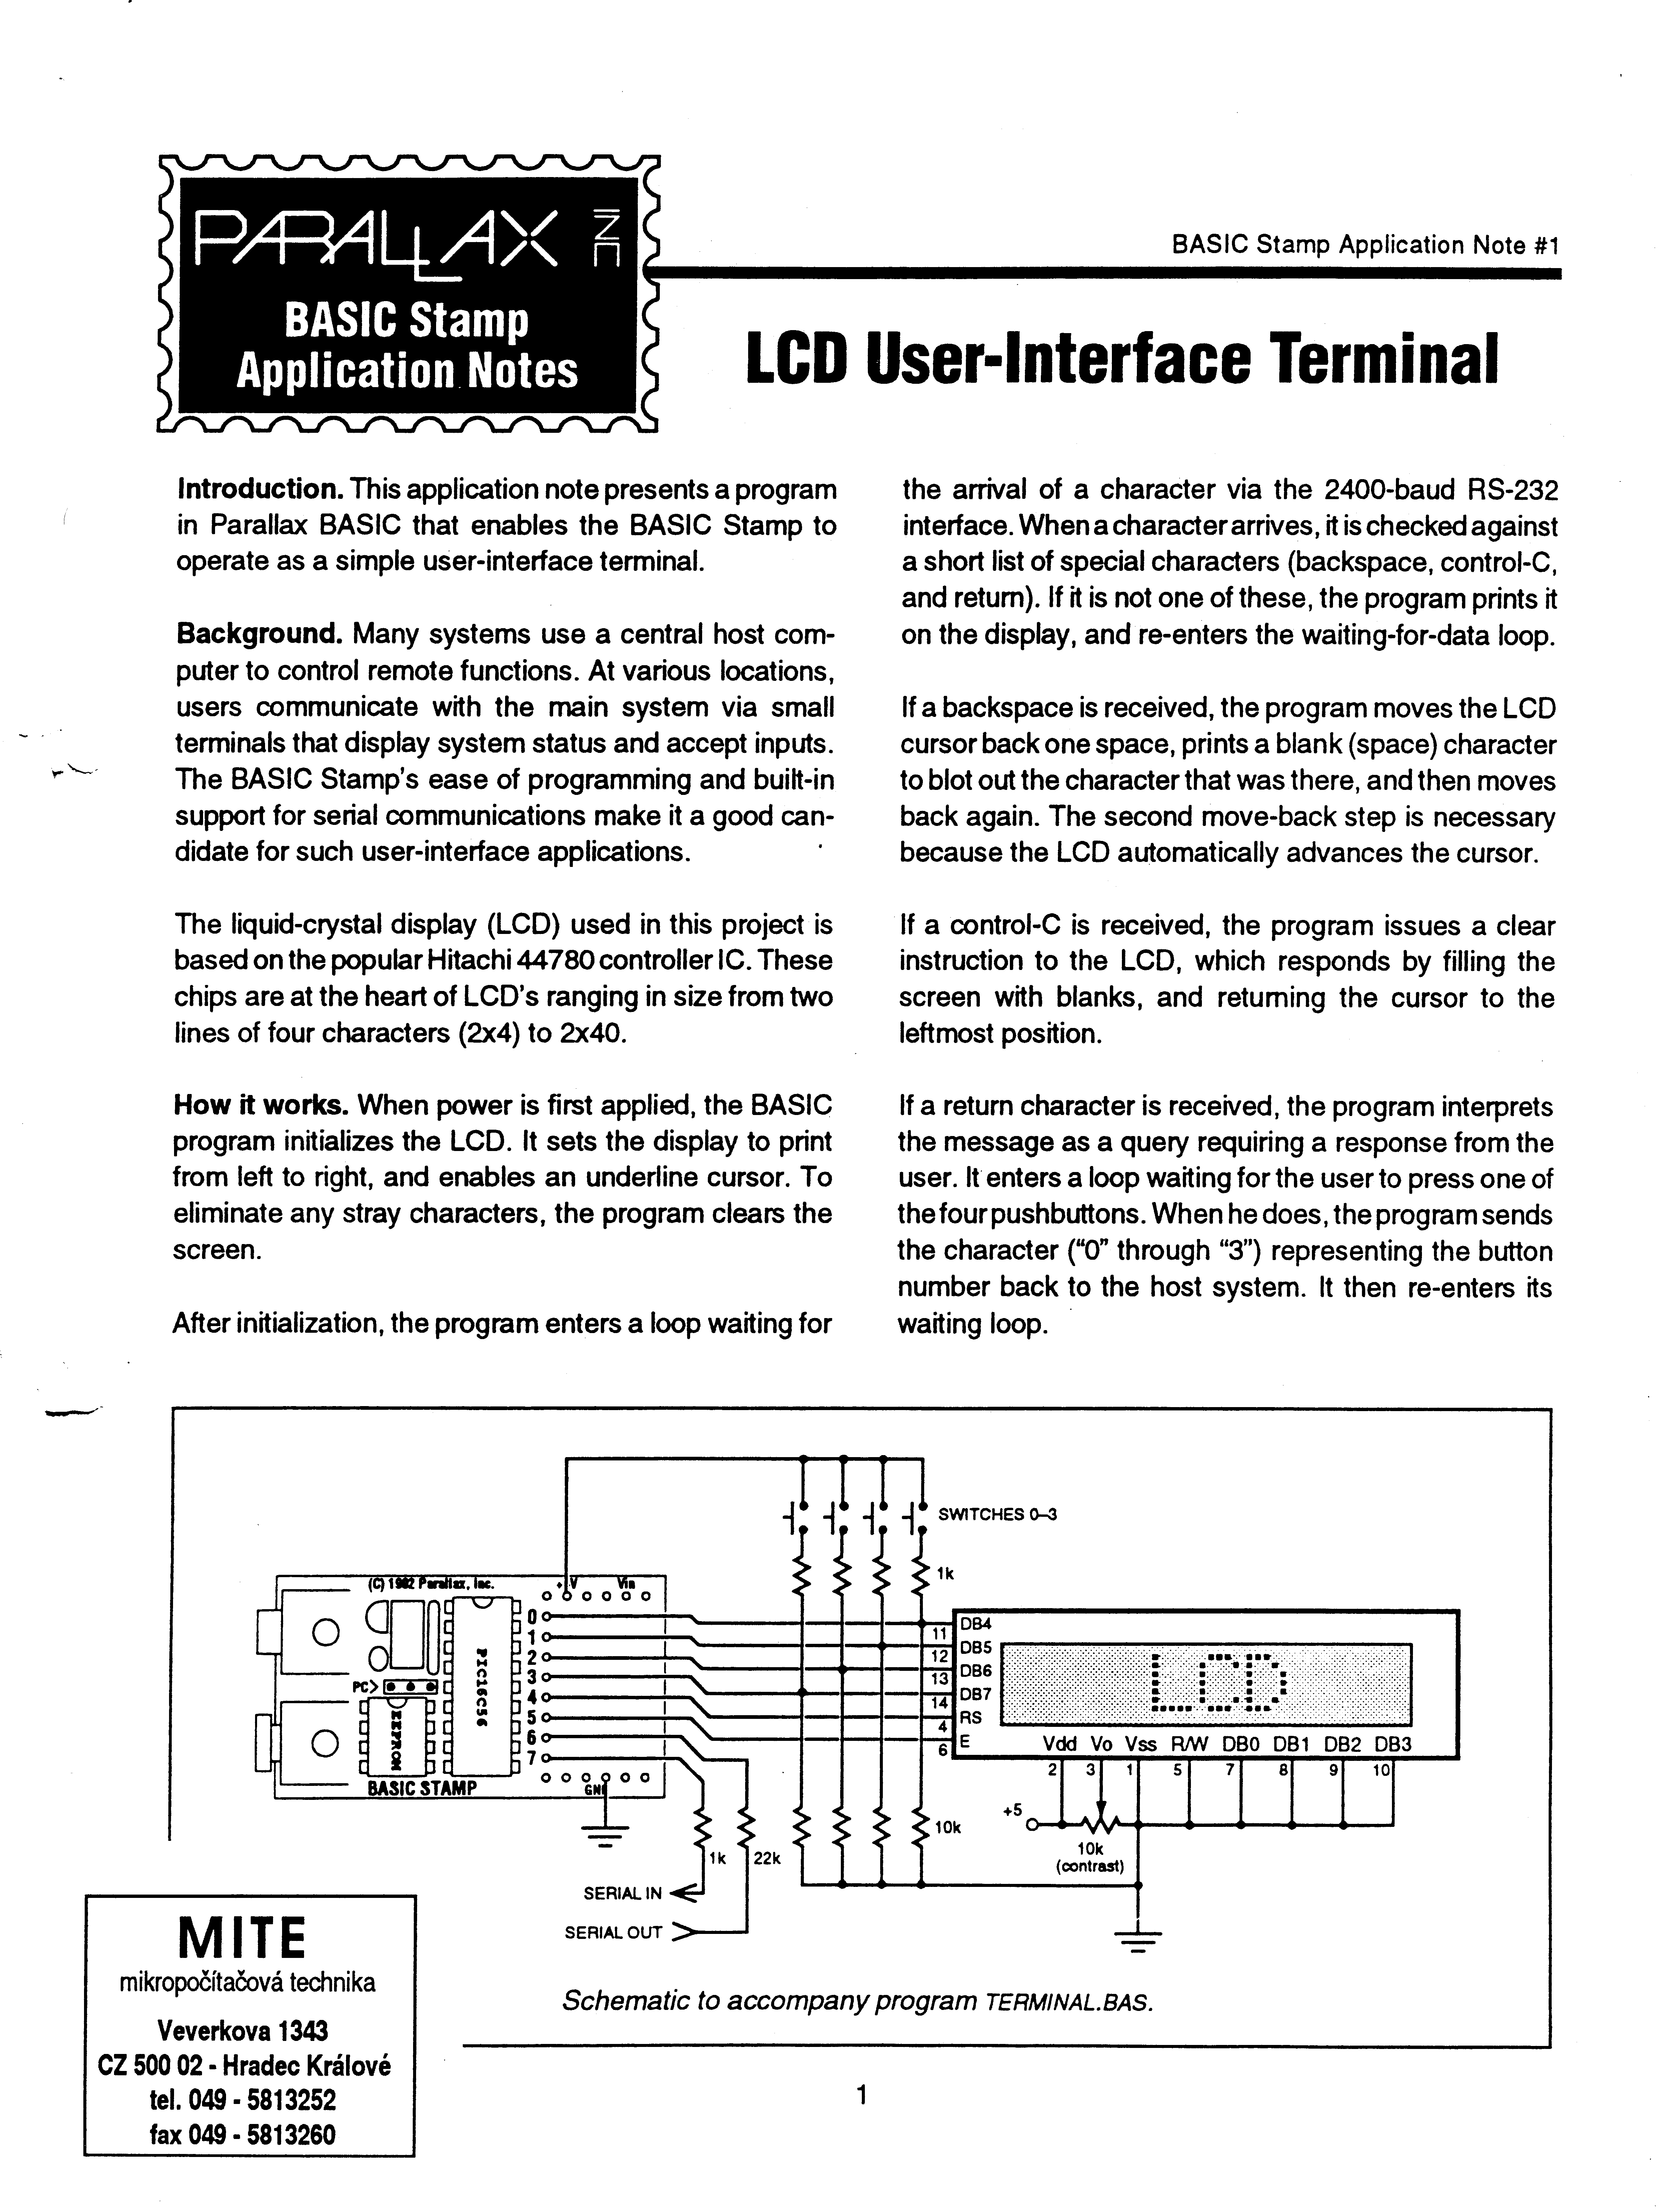 PARALLAX INC
BASIC Stamp
Application Notes
BASIC Stamp Application Note #1
LCD User-Interface Terminal
Introduction. This application note presents a program
in Parallax BASIC that enables the BASIC Stamp to
operate as a simple user-interface terminal.
Background. Many systems use a central host com-
puter to control remote functions. At various locations,
users communicate with the main system via small
terminals that display system status and accept inputs.
The BASIC Stamp's ease of programming and built-in
support for serial communications make it a good can-
didate for such user-interface applications.
The liquid-crystal display (LCD) used in this project is
based on the popular Hitachi 44780 controller IC. These
chips are at the heart of LCD's ranging in size from two
lines of four characters (2x4) to 2x40.
How it works. When power is first applied, the BASIC
program initializes the LCD. It sets the display to print
from left to right, and enables an underline cursor. To
eliminate any stray characters, the program clears the
screen.
After initialization, the program enters a loop waiting for
the arrival of a character via the 2400-baud RS-232
interface. When a character arrives, it is checked against
a short list of special characters (backspace, control-C,
and return). If it is not one of these, the program prints it
on the display, and re-enters the waiting-for-data loop.
If a backspace is received, the program moves the LCD
cursor back one space, prints a blank (space) character
to blot out the character that was there, and then moves
back again. The second move-back step is necessary
because the LCD automatically advances the cursor.
If a control-C is received, the program issues a clear
instruction to the LCD, which responds by filling the
screen with blanks, and returning the cursor to the
leftmost position.
If a return character is received, the program interprets
the message as a query requiring a response from the
user. It enters a loop waiting for the user to press one of
the four pushbuttons. When he does, the program sends
the character (“0” through “3”) representing the button
number back to the host system. It then re-enters its
waiting loop.
SWITCHES 0–3
1k
(C) 1992 Parallax, Inc.
+V Vin
0
1
2
3
4
5
6
7
PIC16C56
PC>
EEPROM
BASIC STAMP
GND
11 DB4
12 DB5
13 DB6
14 DB7
4 RS
6 E
LCD
Vdd Vo Vss R/W DB0 DB1 DB2 DB3
2 3 1 5 7 8 9 10
+5
10k
(contrast)
10k
1k
22k
SERIAL IN
SERIAL OUT
Schematic to accompany program TERMINAL.BAS.
MITE
mikropočítačová technika
Veverkova 1343
CZ 500 02 - Hradec Králové
tel. 049 - 5813252
fax 049 - 5813260
1